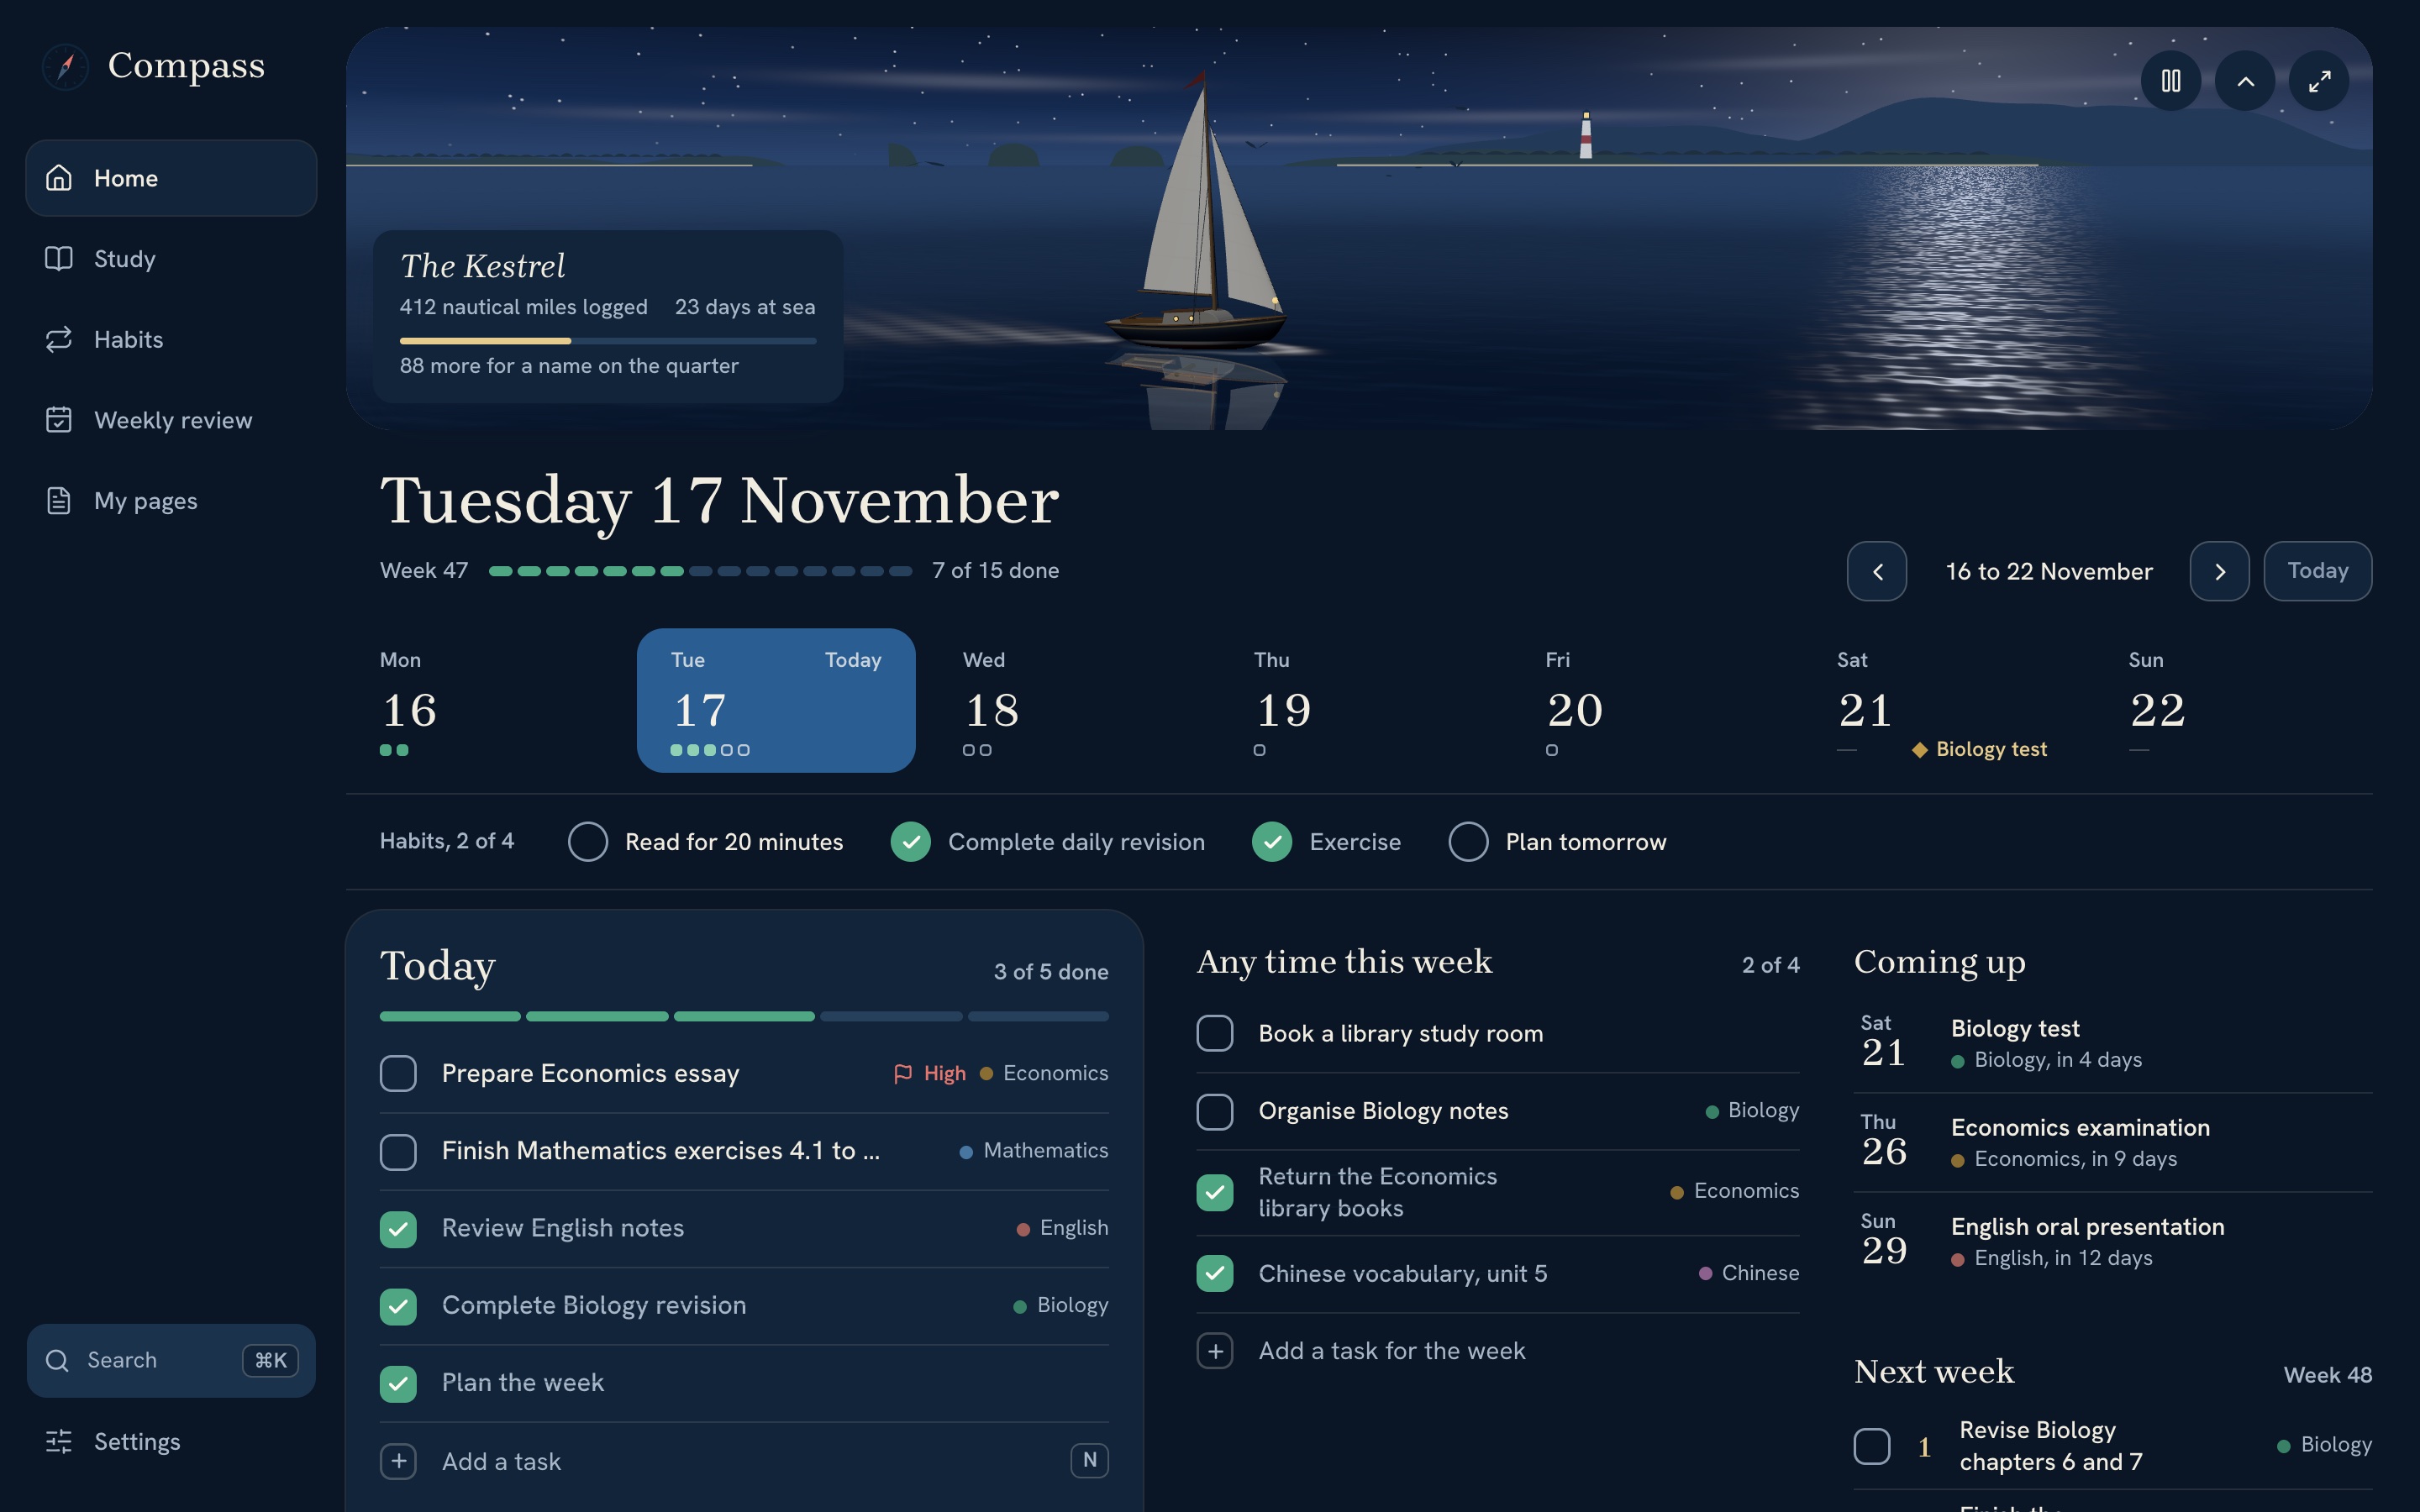 Compass
Home
Study
Habits
Weekly review
My pages
Search
⌘K
Settings
The Kestrel
412 nautical miles logged 23 days at sea
88 more for a name on the quarter
Tuesday 17 November
Week 47 7 of 15 done
16 to 22 November
Today
Mon
16
Tue Today
17
Wed
18
Thu
19
Fri
20
Sat
21
Biology test
Sun
22
Habits, 2 of 4
Read for 20 minutes
Complete daily revision
Exercise
Plan tomorrow
Today
3 of 5 done
Prepare Economics essay High Economics
Finish Mathematics exercises 4.1 to ... Mathematics
Review English notes English
Complete Biology revision Biology
Plan the week
Add a task N
Any time this week 2 of 4
Book a library study room
Organise Biology notes Biology
Return the Economics
library books
Economics
Chinese vocabulary, unit 5 Chinese
Add a task for the week
Coming up
Sat
21
Biology test
Biology, in 4 days
Thu
26
Economics examination
Economics, in 9 days
Sun
29
English oral presentation
English, in 12 days
Next week Week 48
1
Revise Biology
chapters 6 and 7
Biology